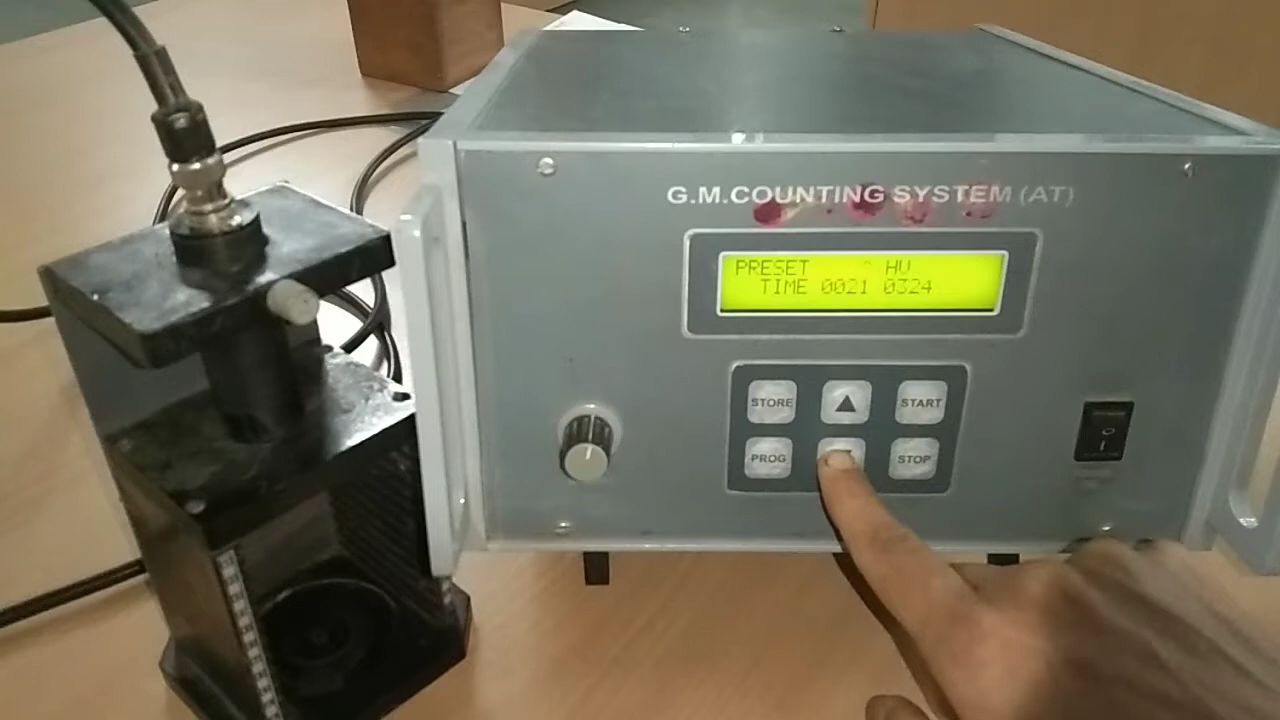 G.M.COUNTING SYSTEM (AT)
PRESET HV
TIME 0021 0324
STORE ▲ START
PROG STOP